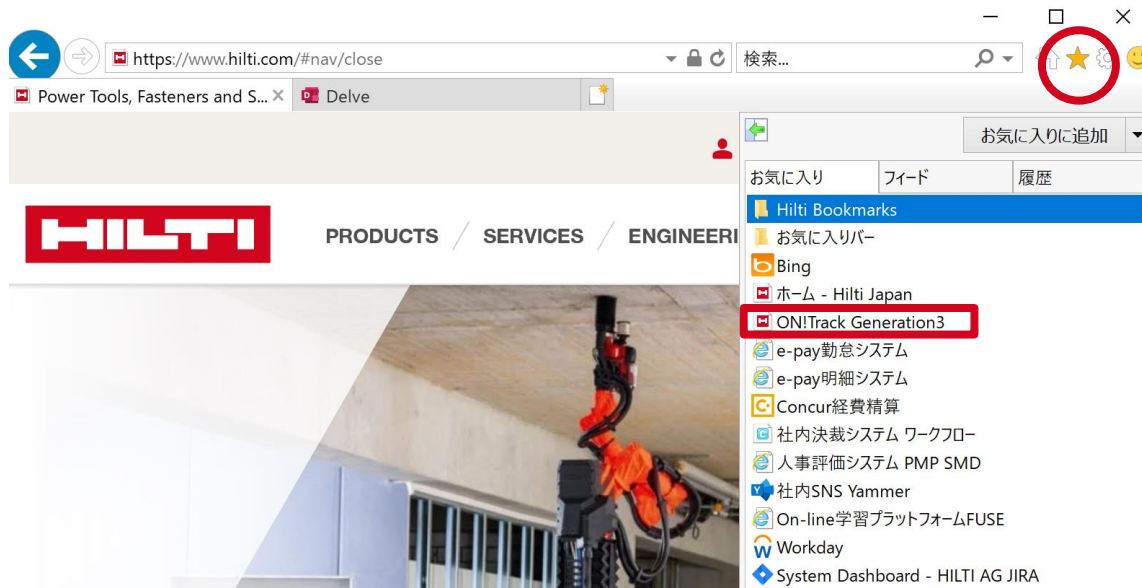 https://www.hilti.com/#nav/close
検索...
Power Tools, Fasteners and S...
Delve
お気に入りに追加
お気に入り
フィード
履歴
HILTI
PRODUCTS / SERVICES / ENGINEERI
Hilti Bookmarks
お気に入りバー
Bing
ホーム - Hilti Japan
ON!Track Generation3
e-pay勤怠システム
e-pay明細システム
Concur経費精算
社内決裁システム ワークフロー
人事評価システム PMP SMD
社内SNS Yammer
On-line学習プラットフォームFUSE
Workday
System Dashboard - HILTI AG JIRA